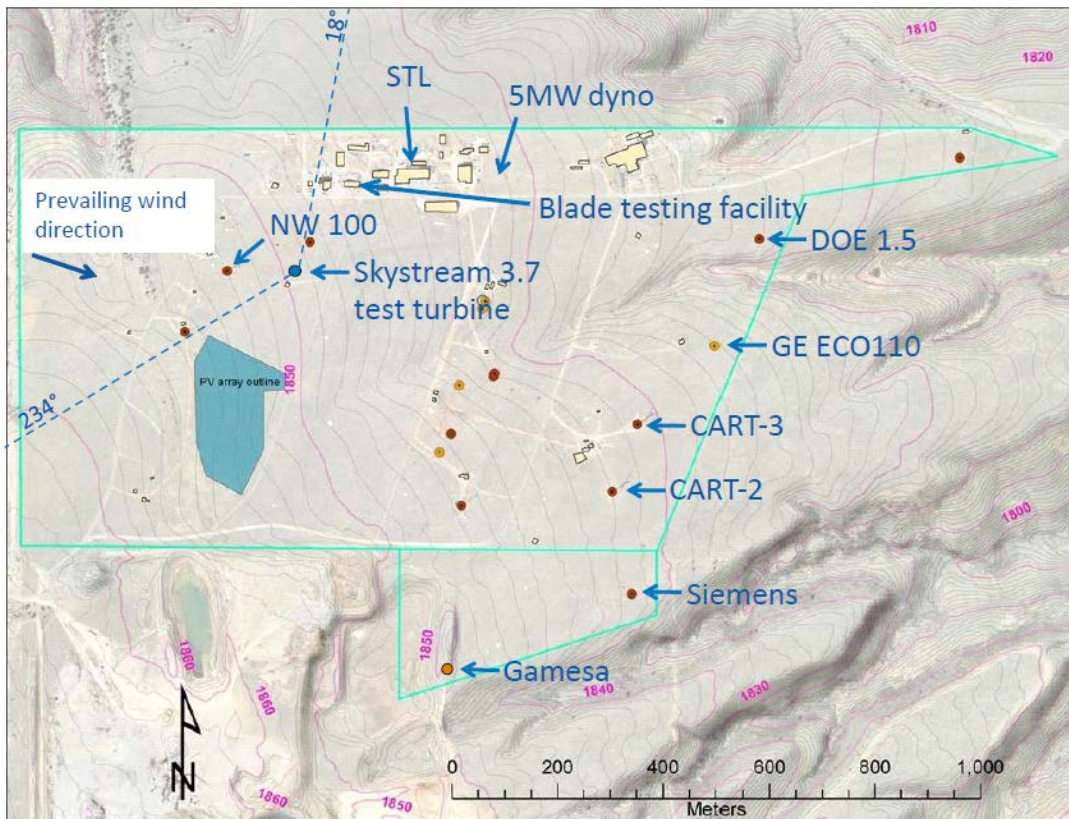 1810
1820
18°
STL
5MW dyno
Prevailing wind
direction
NW 100
Blade testing facility
DOE 1.5
Skystream 3.7
test turbine
GE ECO110
PV array outline
1850
234°
CART-3
CART-2
1800
Siemens
1850
1860
Gamesa
1840
1830
1860
N
1860
1850
0 200 400 600 800 1,000
Meters